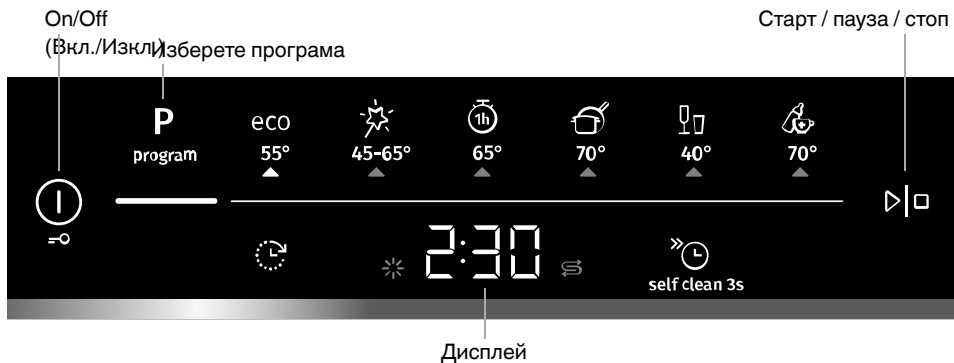 On/Off
(Вкл./Изкл.)
Изберете програма
Старт / пауза / стоп
P
program
eco
55°
45-65°
1h
65°
70°
40°
70°
2:30
self clean 3s
Дисплей